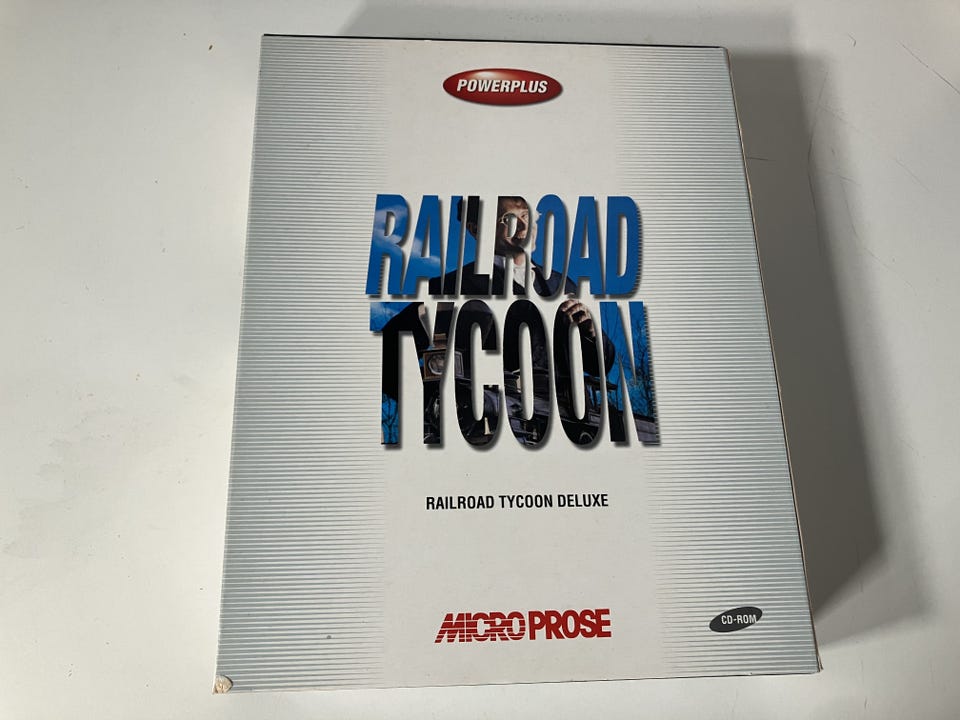 POWERPLUS
RAILROAD
TYCOON
RAILROAD TYCOON DELUXE
MICROPROSE
CD-ROM